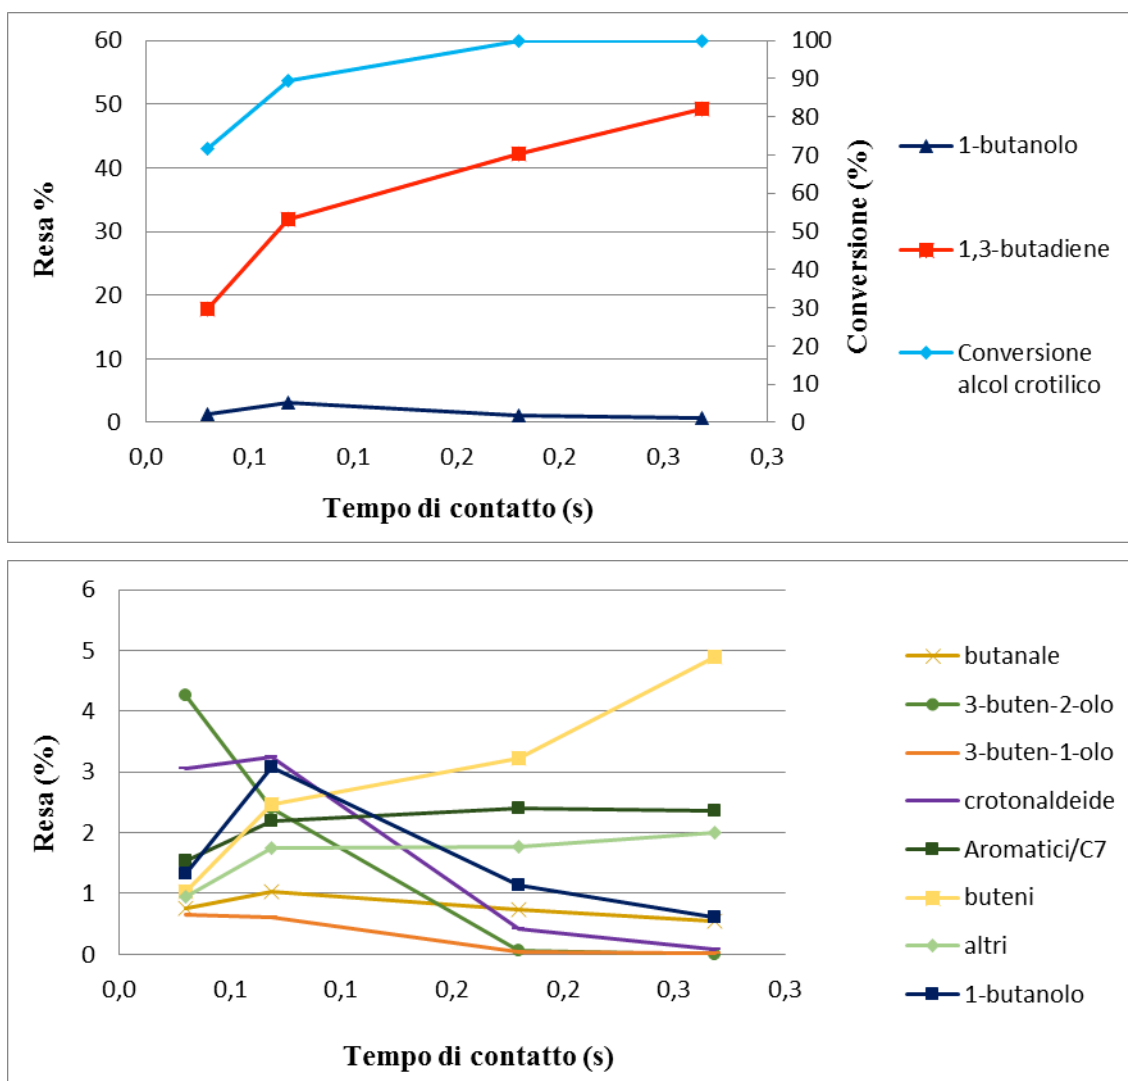 60
50
40
30
20
10
0
Resa %
100
90
80
70
60
50
40
30
20
10
0
Conversione (%)
0,0
0,1
0,1
0,2
0,2
0,3
0,3
Tempo di contatto (s)
1-butanolo
1,3-butadiene
Conversione
alcol crotilico
6
5
4
3
2
1
0
Resa (%)
0,0
0,1
0,1
0,2
0,2
0,3
0,3
Tempo di contatto (s)
butanale
3-buten-2-olo
3-buten-1-olo
crotonaldeide
Aromatici/C7
buteni
altri
1-butanolo